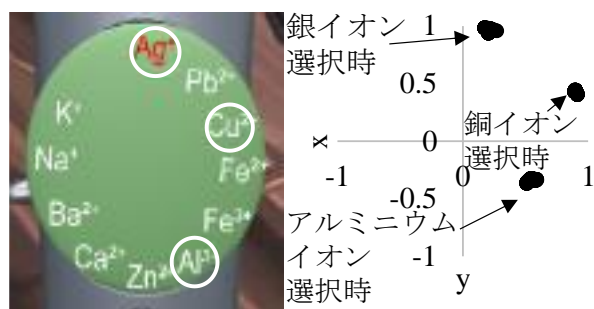 Ag⁺
Pb²⁺
Cu²⁺
Fe²⁺
Fe³⁺
Al³⁺
Zn²⁺
Ca²⁺
Ba²⁺
Na⁺
K⁺
銀イオン
選択時
1
0.5
0
-0.5
-1
x
-1
0
1
y
銅イオン
選択時
アルミニウム
イオン
選択時